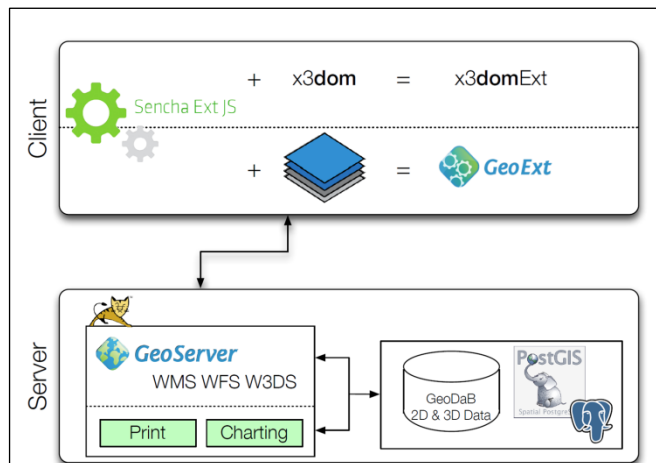 Client
Sencha Ext JS
+ x3dom = x3domExt
+ = GeoExt
Server
GeoServer
WMS WFS W3DS
Print Charting
GeoDaB
2D & 3D Data
PostGIS
Spatial PostgreS